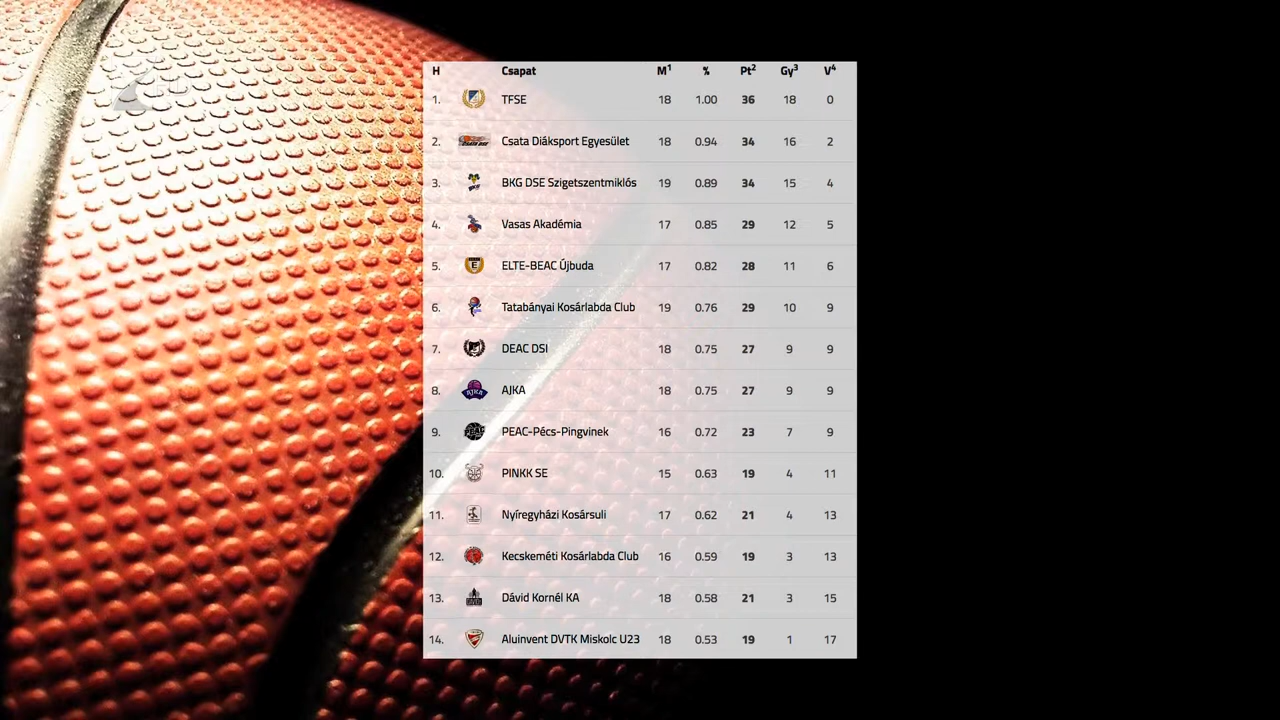 H Csapat M¹ % Pt² Gy³ V⁴
1. TFSE 18 1.00 36 18 0
2. Csata Diáksport Egyesület 18 0.94 34 16 2
3. BKG DSE Szigetszentmiklós 19 0.89 34 15 4
4. Vasas Akadémia 17 0.85 29 12 5
5. ELTE-BEAC Újbuda 17 0.82 28 11 6
6. Tatabányai Kosárlabda Club 19 0.76 29 10 9
7. DEAC DSI 18 0.75 27 9 9
8. AJKA AJKA 18 0.75 27 9 9
9. PEAC-Pécs-Pingvinek 16 0.72 23 7 9
10. PINKK SE 15 0.63 19 4 11
11. Nyíregyházi Kosársuli 17 0.62 21 4 13
12. Kecskeméti Kosárlabda Club 16 0.59 19 3 13
13. Dávid Kornél KA 18 0.58 21 3 15
14. Aluinvent DVTK Miskolc U23 18 0.53 19 1 17